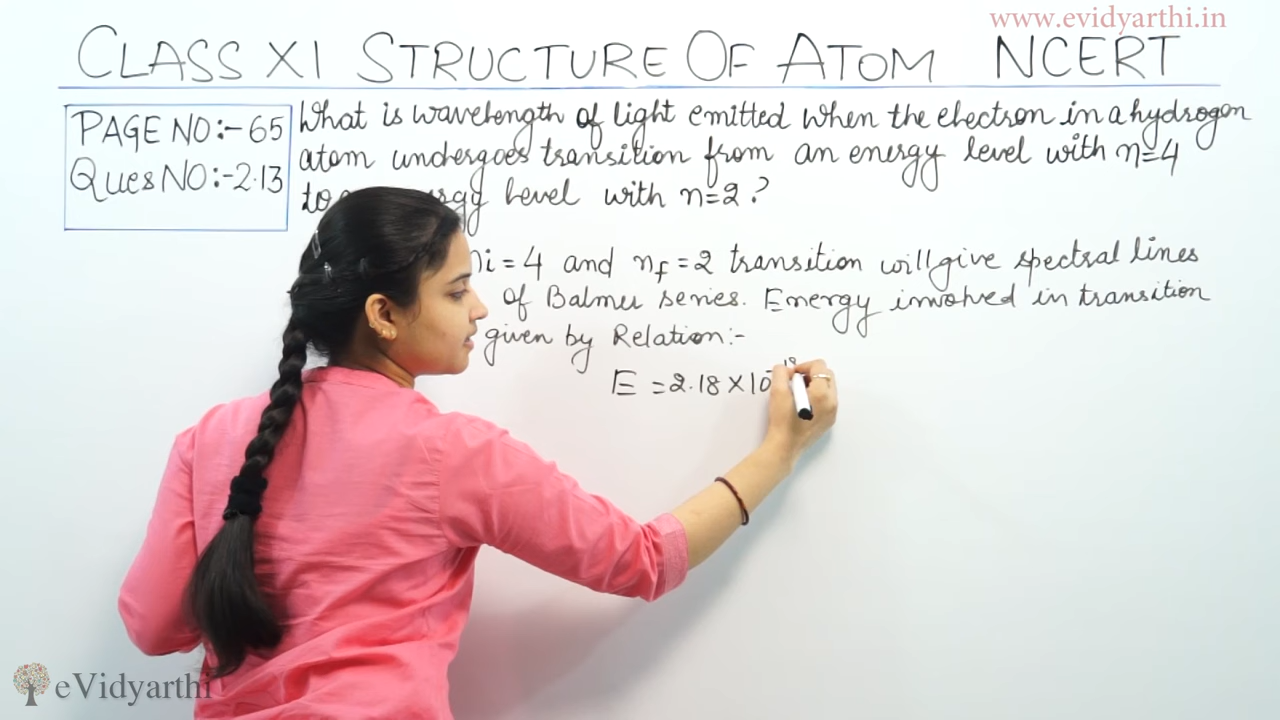 www.evidyarthi.in
CLASS XI STRUCTURE OF ATOM NCERT
PAGE NO:- 65
Ques NO:-2.13
What is wavelength of light emitted when the electron in a hydrogen
atom undergoes transition from an energy level with n=4
to level with n=2?
ni = 4 and nf = 2 transition will give spectral lines
of series. Energy involved in transition
given by Relation:-
E = 2.18 × 10
eVidyarthi